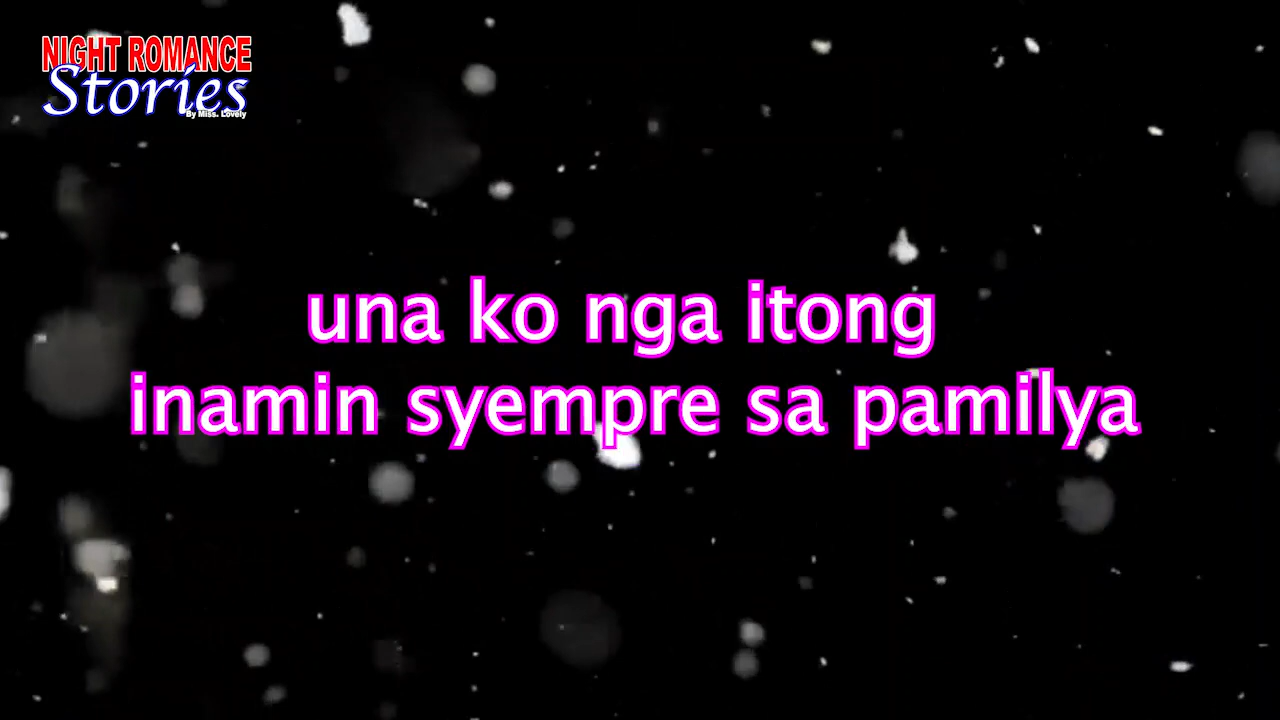 NIGHT ROMANCE
Stories
By Miss. Lovely
una ko nga itong
inamin syempre sa pamilya